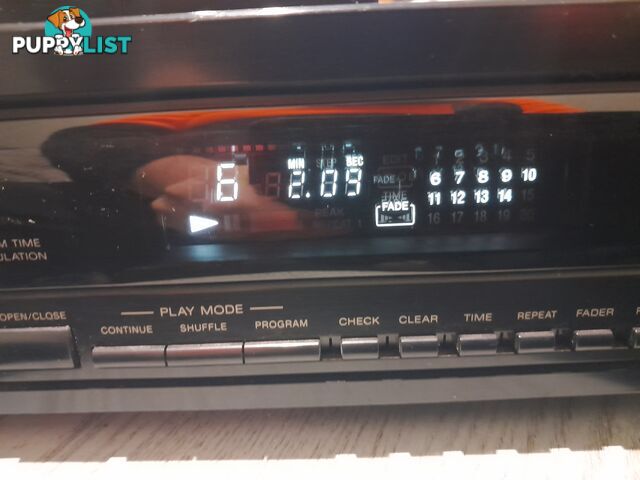 PUPPYLIST
MIN SEC
6 2.09
FADE
6 7 8 9 10
11 12 13 14
FADE
M TIME
ULATION
OPEN/CLOSE
PLAY MODE
CONTINUE SHUFFLE PROGRAM CHECK CLEAR TIME REPEAT FADER